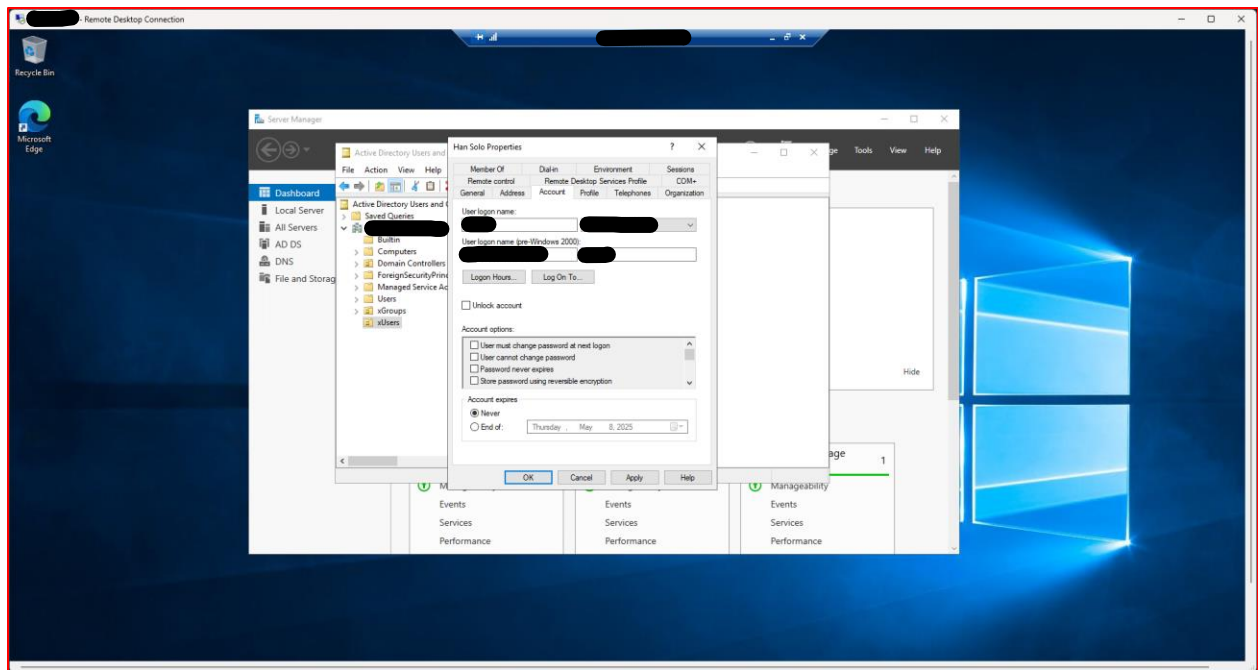 - Remote Desktop Connection
Recycle Bin
Microsoft
Edge
Server Manager
Tools View Help
Dashboard
Local Server
All Servers
AD DS
DNS
File and Storag
Active Directory Users and
File Action View Help
Active Directory Users and
Saved Queries
Builtin
Computers
Domain Controllers
ForeignSecurityPrinc
Managed Service Ac
Users
xGroups
xUsers
Han Solo Properties
Member Of Dial-in Environment Sessions
Remote control Remote Desktop Services Profile COM+
General Address Account Profile Telephones Organization
User logon name:
User logon name (pre-Windows 2000):
Logon Hours... Log On To...
Unlock account
Account options:
User must change password at next logon
User cannot change password
Password never expires
Store password using reversible encryption
Account expires
Never
End of: Thursday , May 8, 2025
OK Cancel Apply Help
Hide
age 1
Manageability
Events Events Events
Services Services Services
Performance Performance Performance